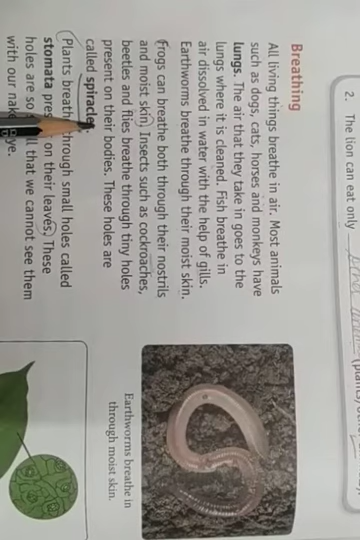 2. The lion can eat only
Breathing
All living things breathe in air. Most animals
such as dogs, cats, horses and monkeys have
lungs. The air that they take in goes to the
lungs where it is cleaned. Fish breathe in
air dissolved in water with the help of gills.
Earthworms breathe through their moist skin.
Frogs can breathe both through their nostrils
and moist skin. Insects such as cockroaches,
beetles and flies breathe through tiny holes
present on their bodies. These holes are
called spiracle
Plants breath through small holes called
stomata pres on their leaves. These
holes are so ll that we cannot see them
with our nake ye.
Earthworms breathe in
through moist skin.